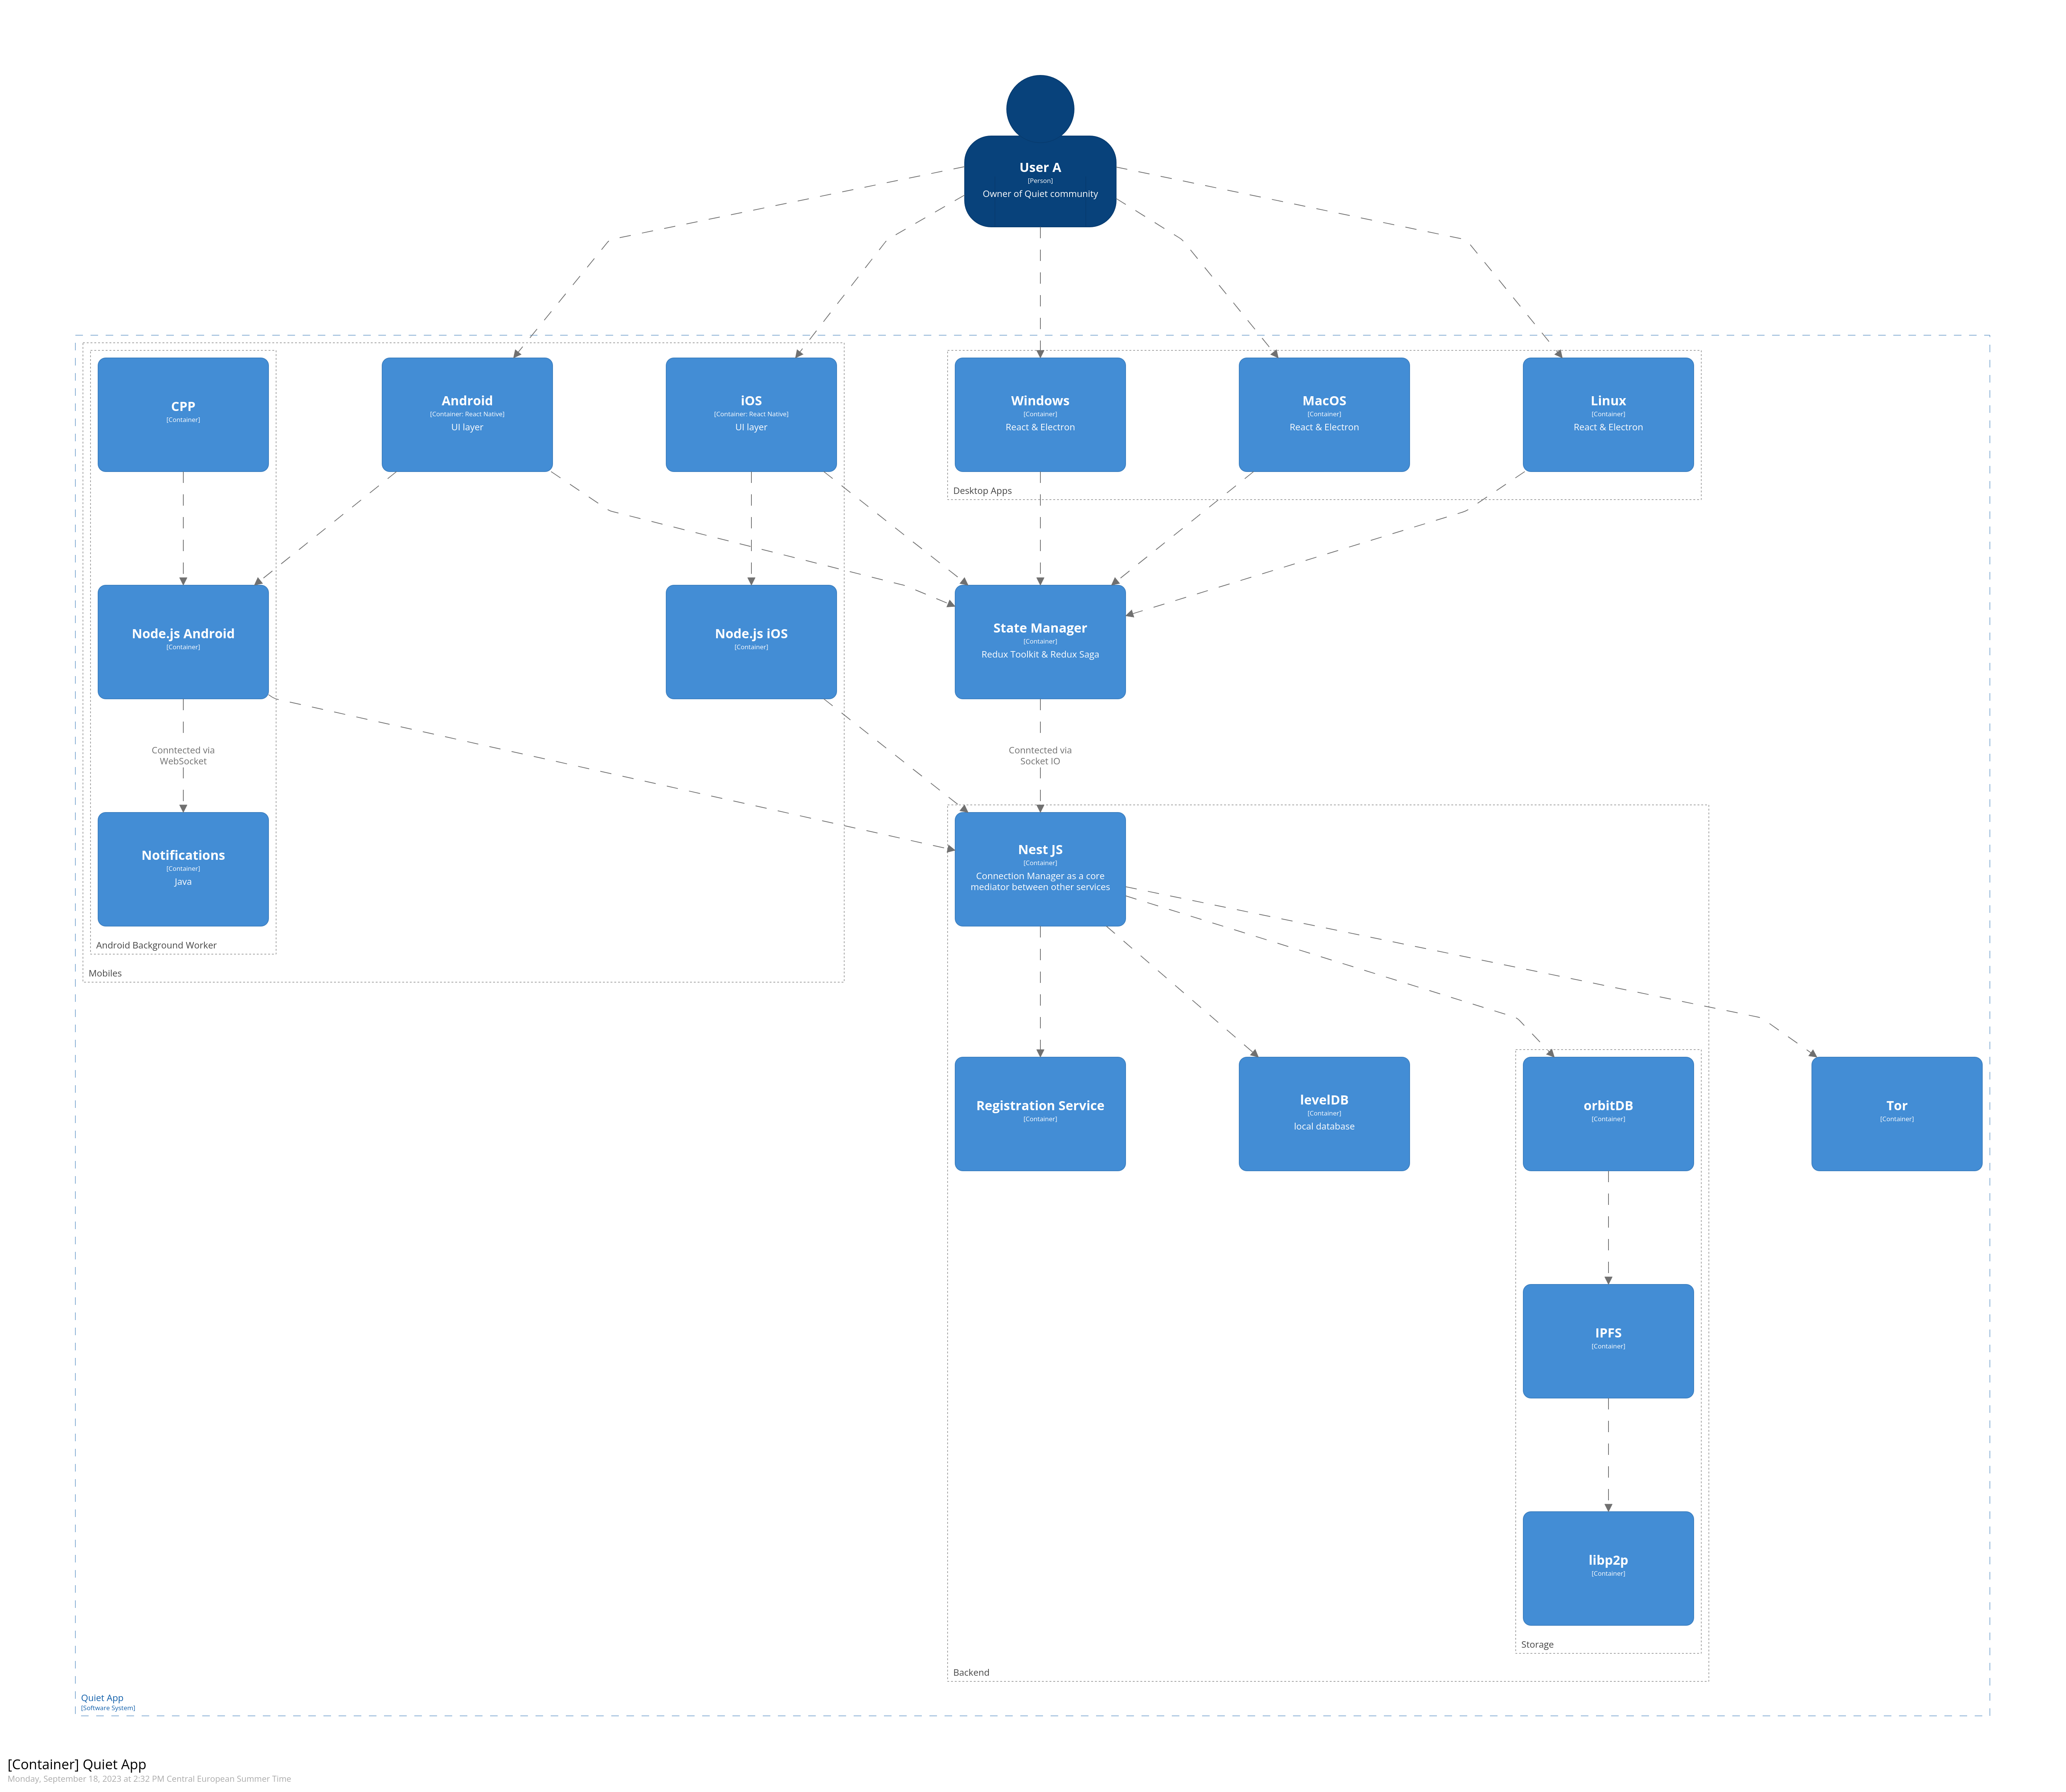 User A
[Person]
Owner of Quiet community
CPP
[Container]
Android
[Container: React Native]
UI layer
iOS
[Container: React Native]
UI layer
Windows
[Container]
React & Electron
MacOS
[Container]
React & Electron
Linux
[Container]
React & Electron
Desktop Apps
Node.js Android
[Container]
Node.js iOS
[Container]
State Manager
[Container]
Redux Toolkit & Redux Saga
Conntected via
WebSocket
Conntected via
Socket IO
Notifications
[Container]
Java
Nest JS
[Container]
Connection Manager as a core
mediator between other services
Android Background Worker
Mobiles
Registration Service
[Container]
levelDB
[Container]
local database
orbitDB
[Container]
Tor
[Container]
IPFS
[Container]
libp2p
[Container]
Storage
Backend
Quiet App
[Software System]
[Container] Quiet App
Monday, September 18, 2023 at 2:32 PM Central European Summer Time